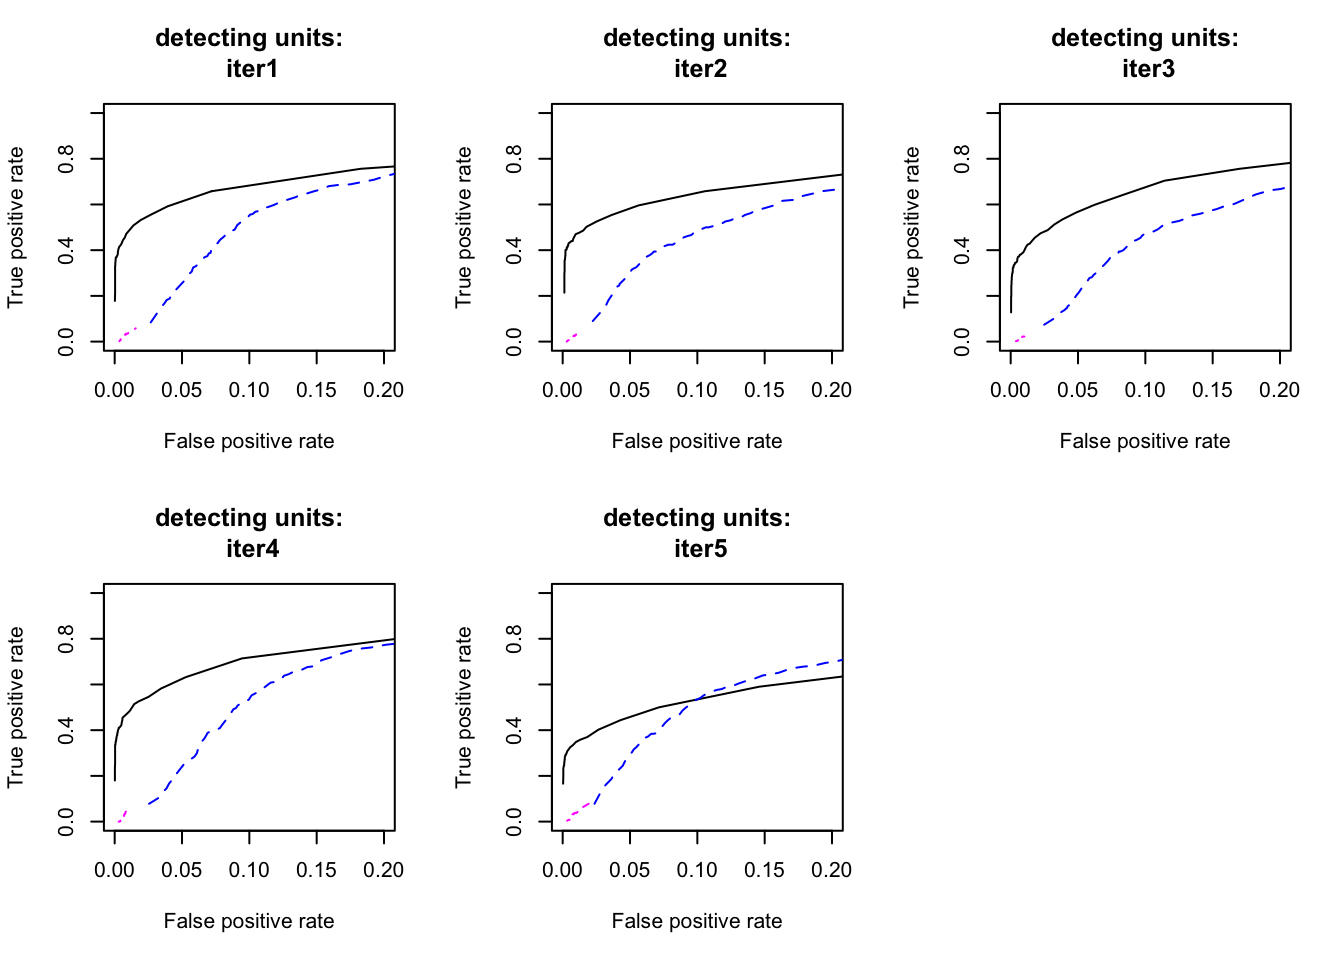 detecting units:
iter1
True positive rate
0.0 0.4 0.8
0.00 0.05 0.10 0.15 0.20
False positive rate
detecting units:
iter2
True positive rate
0.0 0.4 0.8
0.00 0.05 0.10 0.15 0.20
False positive rate
detecting units:
iter3
True positive rate
0.0 0.4 0.8
0.00 0.05 0.10 0.15 0.20
False positive rate
detecting units:
iter4
True positive rate
0.0 0.4 0.8
0.00 0.05 0.10 0.15 0.20
False positive rate
detecting units:
iter5
True positive rate
0.0 0.4 0.8
0.00 0.05 0.10 0.15 0.20
False positive rate